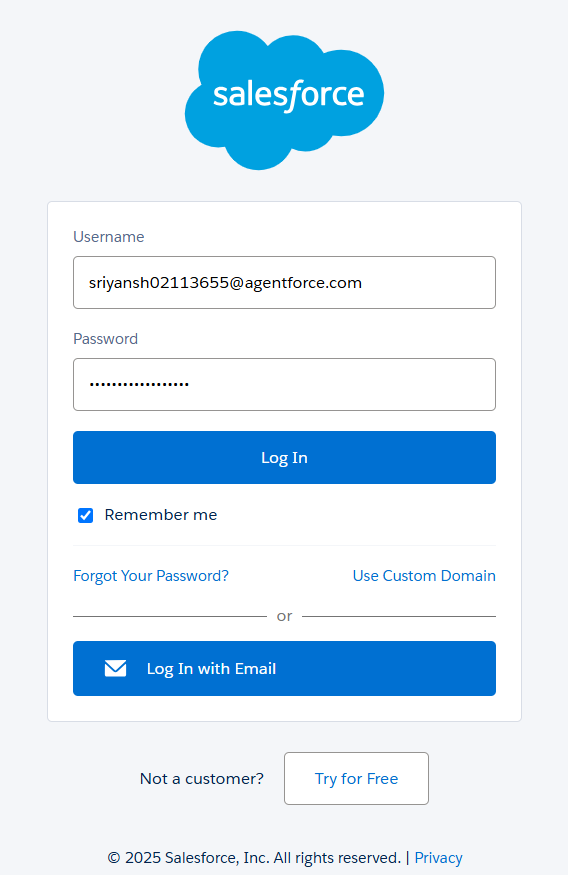 salesforce
Username
sriyansh02113655@agentforce.com
Password
••••••••••••••••••
Log In
Remember me
Forgot Your Password? Use Custom Domain
or
Log In with Email
Not a customer? Try for Free
© 2025 Salesforce, Inc. All rights reserved. | Privacy